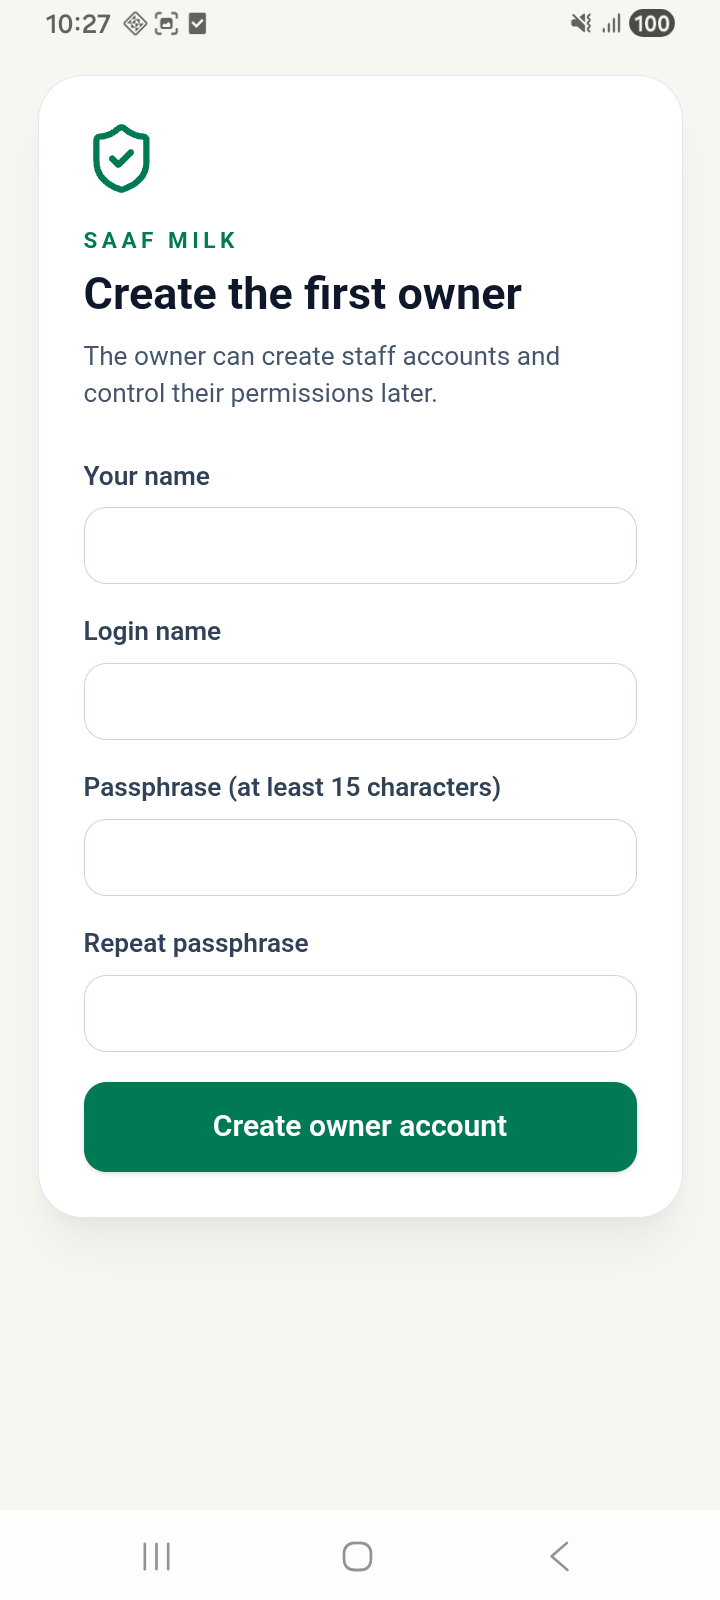 10:27
100
SAAF MILK
Create the first owner
The owner can create staff accounts and
control their permissions later.
Your name
Login name
Passphrase (at least 15 characters)
Repeat passphrase
Create owner account